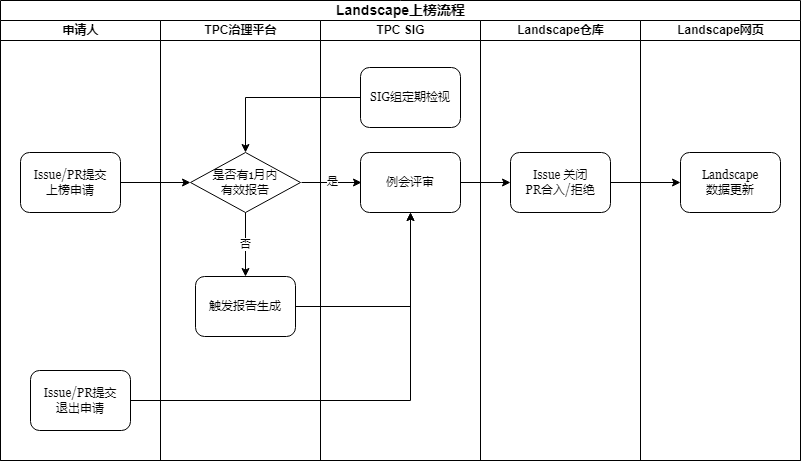 Landscape上榜流程
申请人
TPC治理平台
TPC SIG
Landscape仓库
Landscape网页
SIG组定期检视
Issue/PR提交
上榜申请
是否有1月内
有效报告
是
例会评审
Issue 关闭
PR合入/拒绝
Landscape
数据更新
否
触发报告生成
Issue/PR提交
退出申请